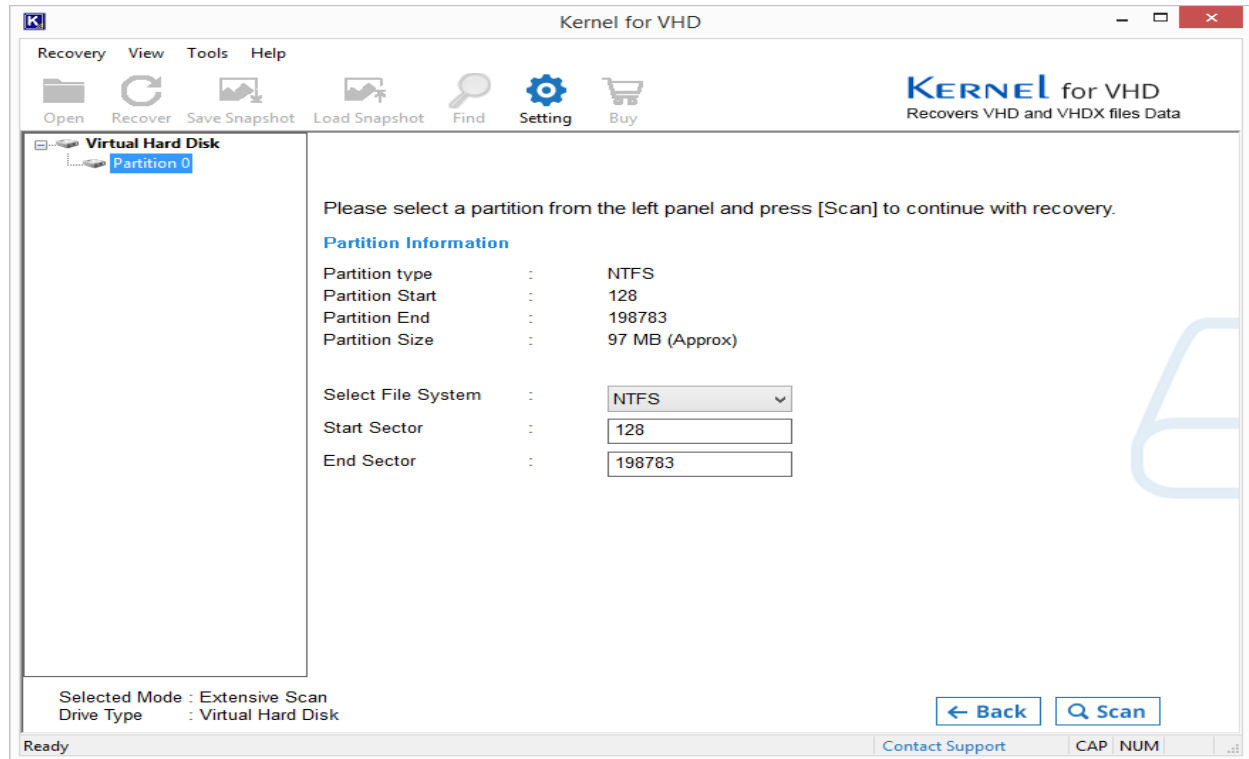 Kernel for VHD
Recovery View Tools Help
Open Recover Save Snapshot Load Snapshot Find Setting Buy
KERNEL for VHD
Recovers VHD and VHDX files Data
Virtual Hard Disk
Partition 0
Please select a partition from the left panel and press [Scan] to continue with recovery.
Partition Information
Partition type : NTFS
Partition Start : 128
Partition End : 198783
Partition Size : 97 MB (Approx)
Select File System : NTFS
Start Sector : 128
End Sector : 198783
Selected Mode : Extensive Scan
Drive Type : Virtual Hard Disk
Back Scan
Ready Contact Support CAP NUM